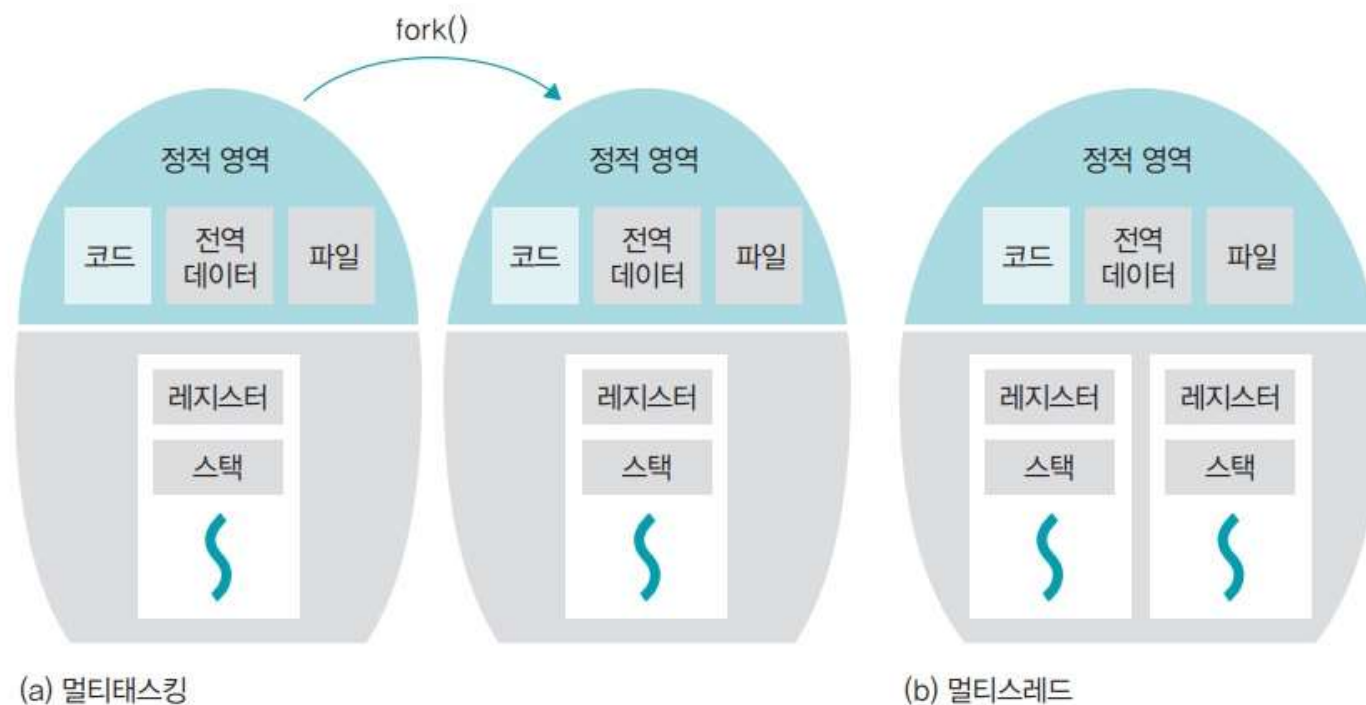 fork()
정적 영역
코드
전역
데이터
파일
레지스터
스택
정적 영역
코드
전역
데이터
파일
레지스터
스택
(a) 멀티태스킹
정적 영역
코드
전역
데이터
파일
레지스터
스택
레지스터
스택
(b) 멀티스레드